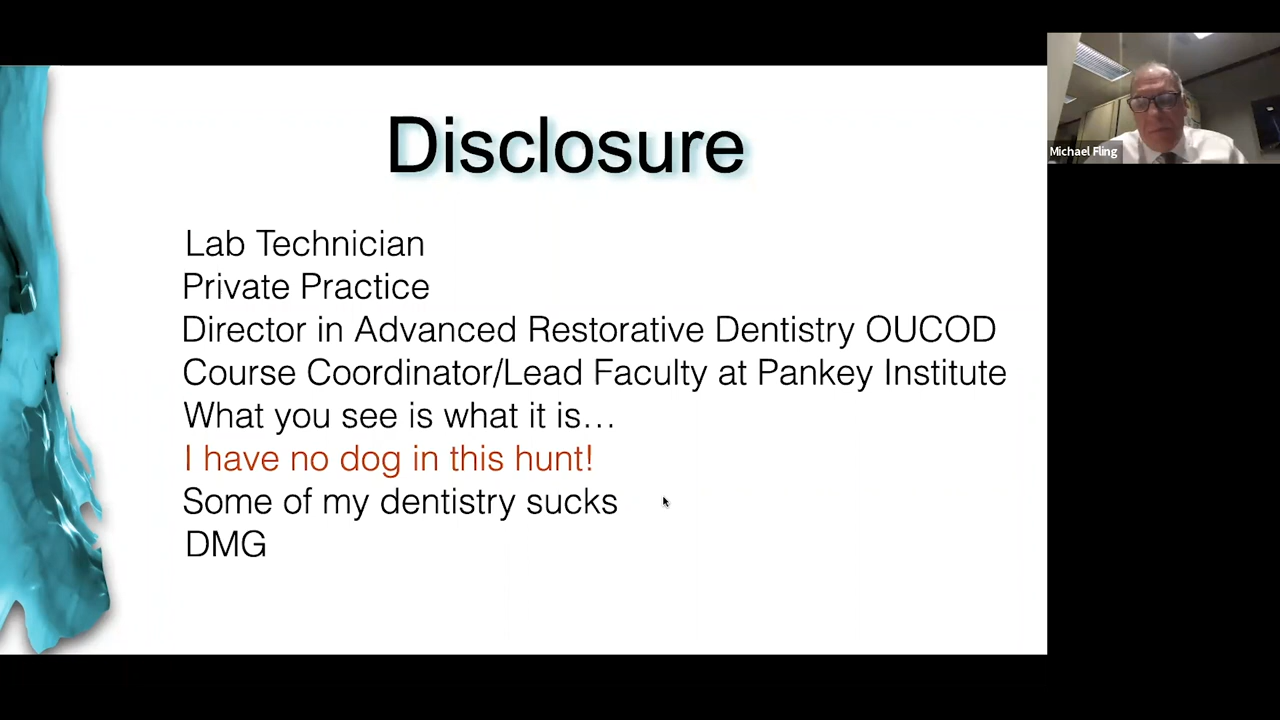 Disclosure
Lab Technician
Private Practice
Director in Advanced Restorative Dentistry OUCOD
Course Coordinator/Lead Faculty at Pankey Institute
What you see is what it is…
I have no dog in this hunt!
Some of my dentistry sucks
DMG
Michael Fling